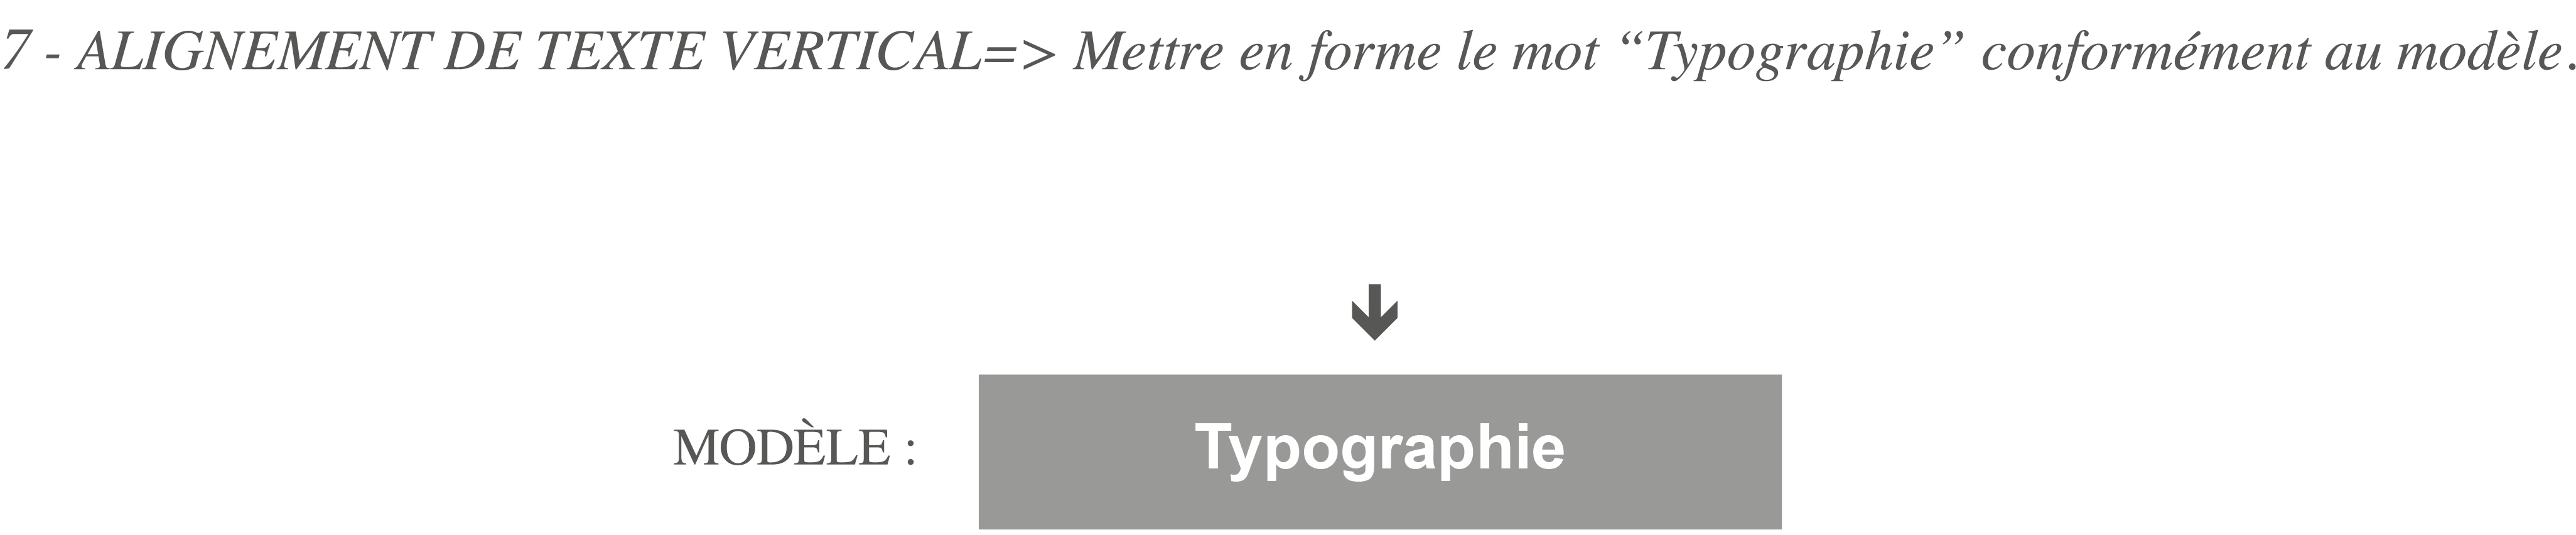 7 - ALIGNEMENT DE TEXTE VERTICAL=> Mettre en forme le mot “Typographie” conformément au modèle.
MODÈLE : Typographie